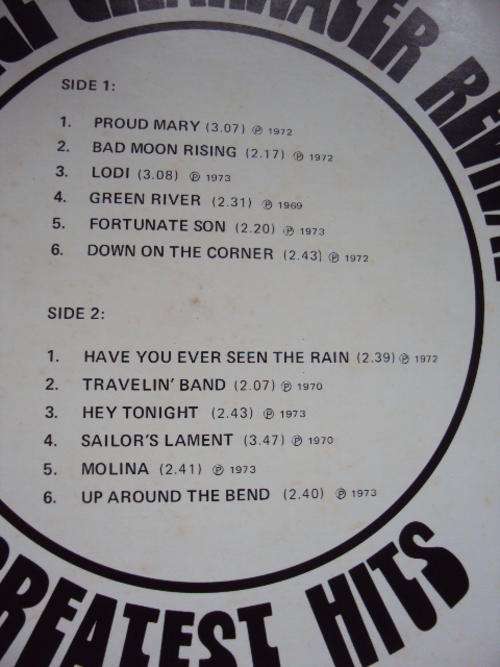 CLEARWATER REVIVAL
SIDE 1:
1. PROUD MARY (3.07) ℗ 1972
2. BAD MOON RISING (2.17) ℗ 1972
3. LODI (3.08) ℗ 1973
4. GREEN RIVER (2.31) ℗ 1969
5. FORTUNATE SON (2.20) ℗ 1973
6. DOWN ON THE CORNER (2.43) ℗ 1972
SIDE 2:
1. HAVE YOU EVER SEEN THE RAIN (2.39) ℗ 1972
2. TRAVELIN' BAND (2.07) ℗ 1970
3. HEY TONIGHT (2.43) ℗ 1973
4. SAILOR'S LAMENT (3.47) ℗ 1970
5. MOLINA (2.41) ℗ 1973
6. UP AROUND THE BEND (2.40) ℗ 1973
GREATEST HITS